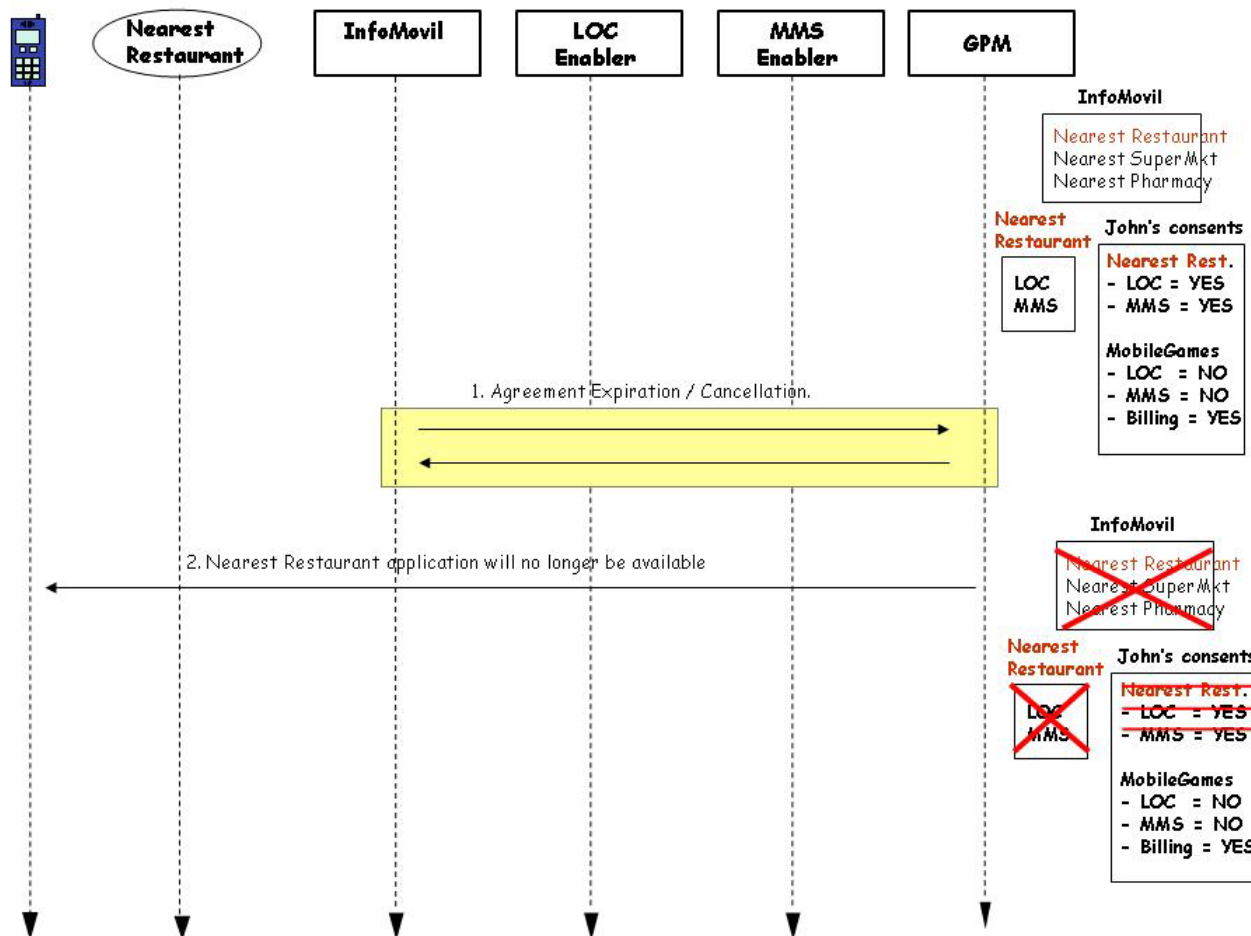 Nearest
Restaurant
InfoMovil
LOC
Enabler
MMS
Enabler
GPM
InfoMovil
Nearest Restaurant
Nearest SuperMkt
Nearest Pharmacy
Nearest
Restaurant
LOC
MMS
John's consents
Nearest Rest.
- LOC = YES
- MMS = YES
MobileGames
- LOC = NO
- MMS = NO
- Billing = YES
1. Agreement Expiration / Cancellation.
2. Nearest Restaurant application will no longer be available
InfoMovil
Nearest Restaurant
Nearest SuperMkt
Nearest Pharmacy
Nearest
Restaurant
LOC
MMS
John's consents
Nearest Rest.
- LOC = YES
- MMS = YES
MobileGames
- LOC = NO
- MMS = NO
- Billing = YES